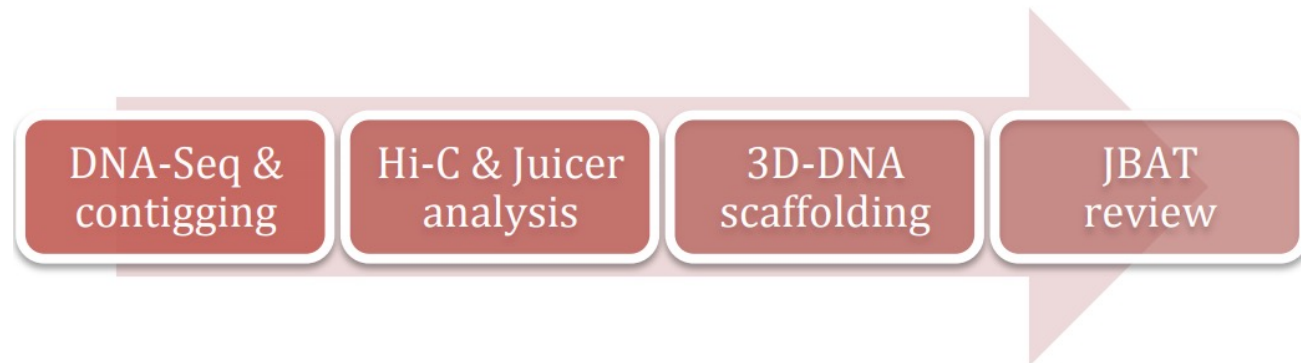 DNA-Seq &
contigging
Hi-C & Juicer
analysis
3D-DNA
scaffolding
JBAT
review